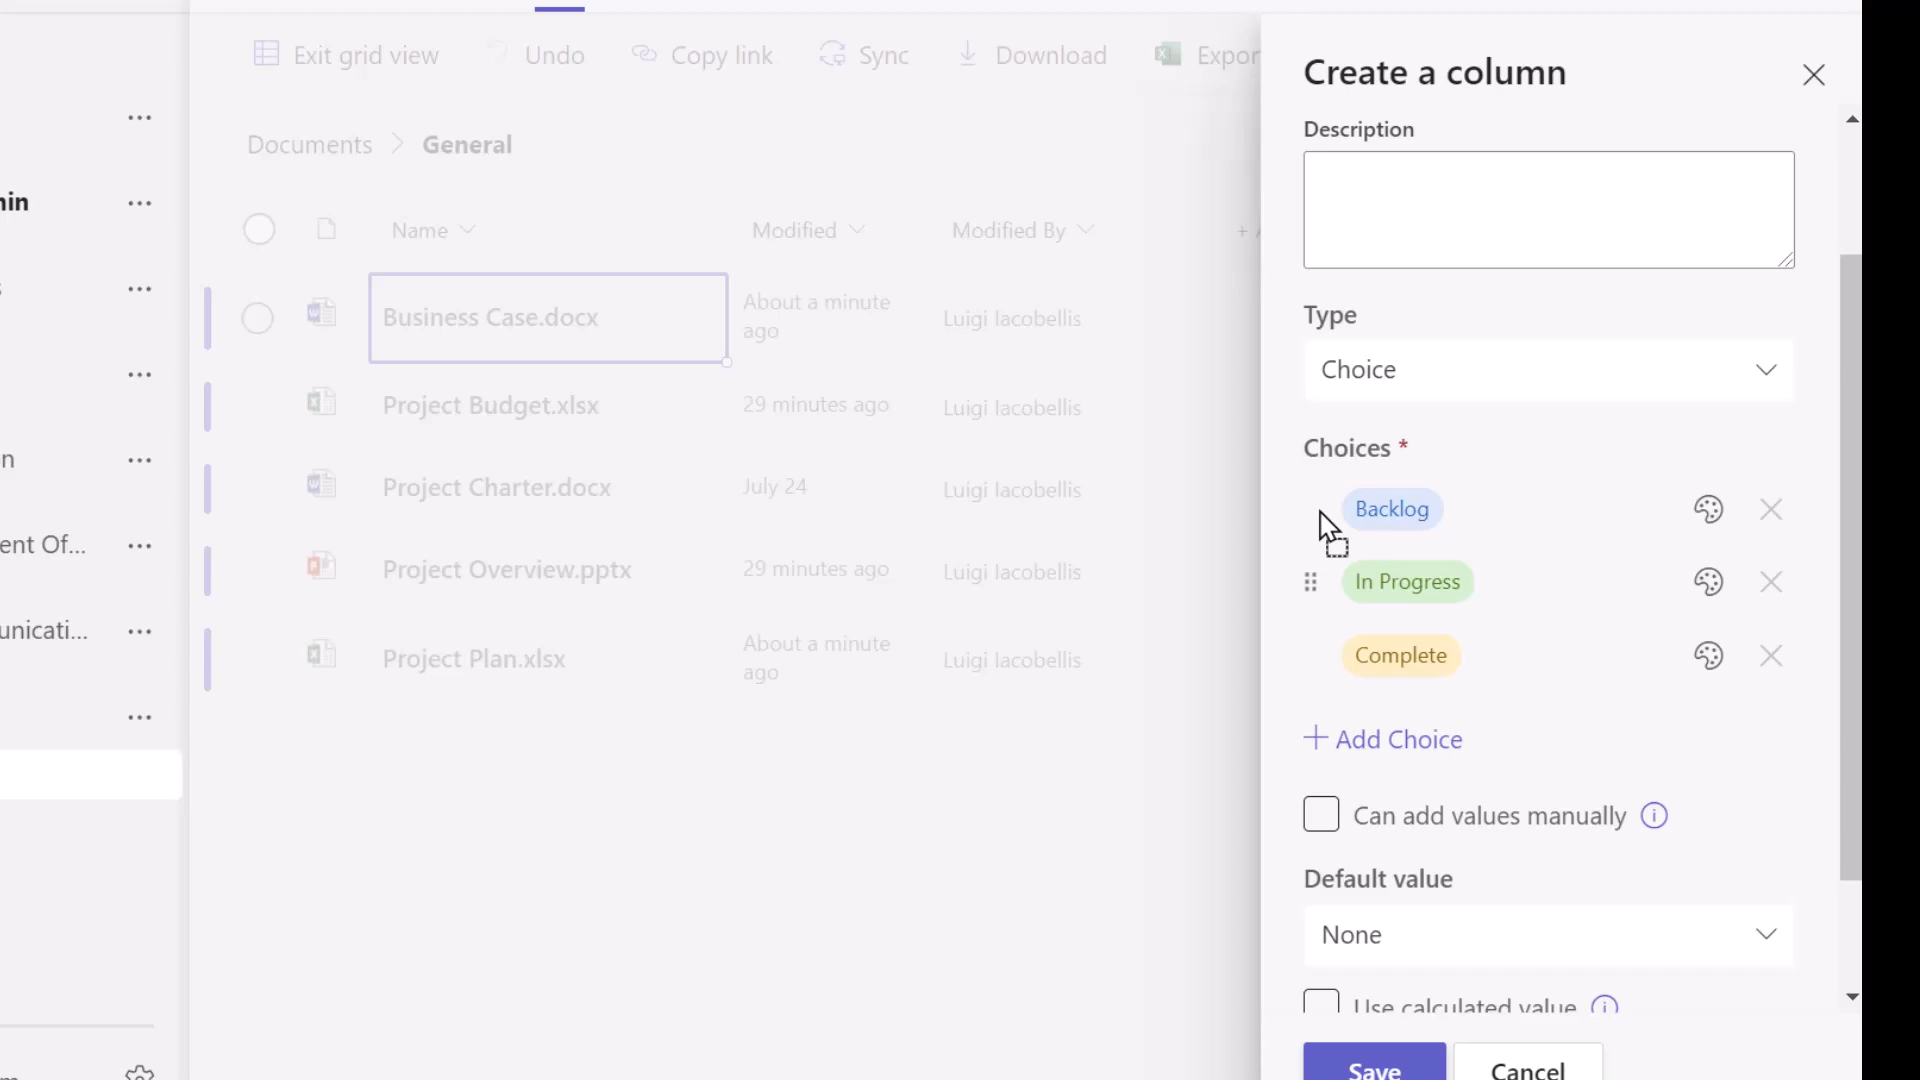 Exit grid view Undo Copy link Sync Download Expor
Documents > General
Name Modified Modified By +
Business Case.docx About a minute ago Luigi Iacobellis
Project Budget.xlsx 29 minutes ago Luigi Iacobellis
Project Charter.docx July 24 Luigi Iacobellis
Project Overview.pptx 29 minutes ago Luigi Iacobellis
Project Plan.xlsx About a minute ago Luigi Iacobellis
nin
n
ent Of...
unicati...
Create a column
Description
Type
Choice
Choices *
Backlog
In Progress
Complete
+ Add Choice
Can add values manually
Default value
None
Use calculated value
Save Cancel